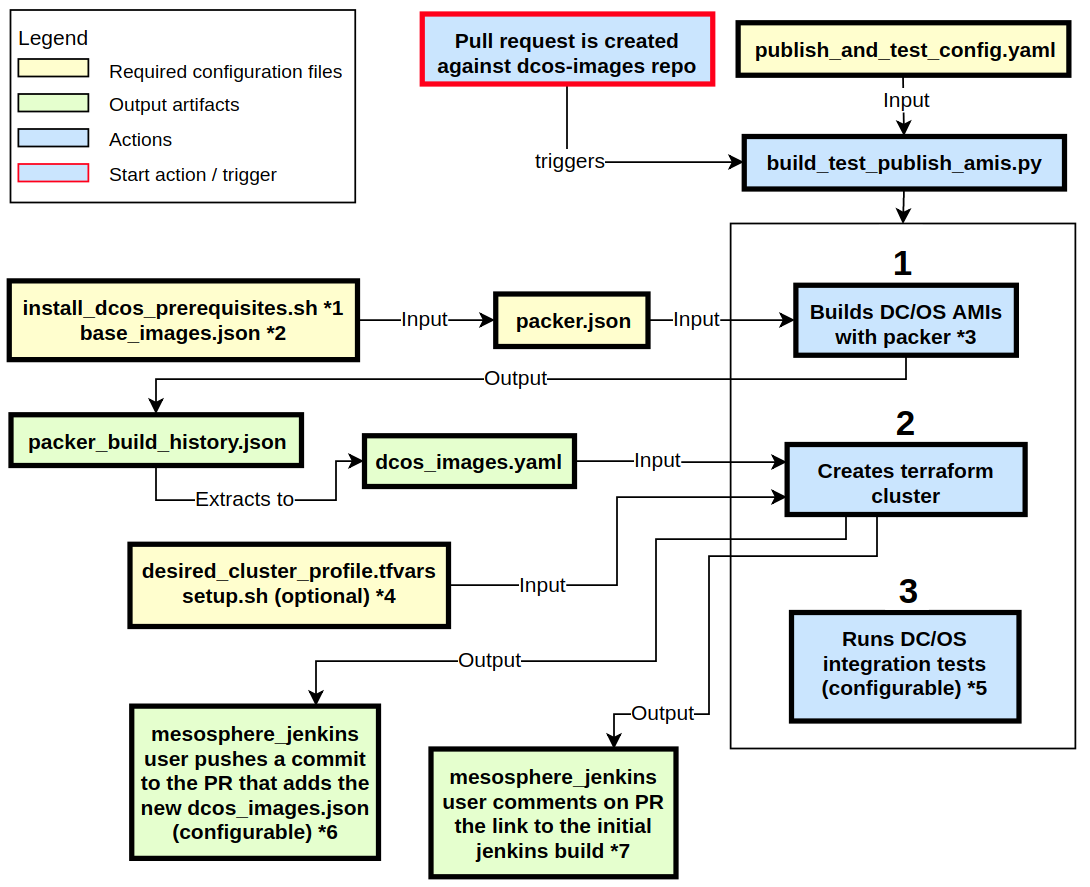 Legend
Required configuration files
Output artifacts
Actions
Start action / trigger
Pull request is created
against dcos-images repo
publish_and_test_config.yaml
Input
triggers
build_test_publish_amis.py
1
install_dcos_prerequisites.sh *1
base_images.json *2
Input
packer.json
Input
Builds DC/OS AMIs
with packer *3
Output
packer_build_history.json
Extracts to
dcos_images.yaml
Input
2
Creates terraform
cluster
desired_cluster_profile.tfvars
setup.sh (optional) *4
Input
3
Runs DC/OS
integration tests
(configurable) *5
Output
mesosphere_jenkins
user pushes a commit
to the PR that adds the
new dcos_images.json
(configurable) *6
Output
mesosphere_jenkins
user comments on PR
the link to the initial
jenkins build *7